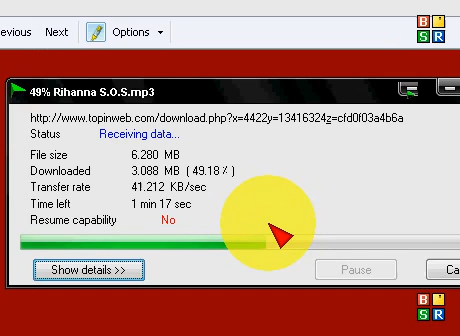 evious Next Options
B
S R
49% Rihanna S.O.S.mp3
http://www.topinweb.com/download.php?x=4422y=13416324z=cfd0f03a4b6a
Status Receiving data...
File size 6.280 MB
Downloaded 3.088 MB ( 49.18 % )
Transfer rate 41.212 KB/sec
Time left 1 min 17 sec
Resume capability No
Show details >> Pause Ca
B
S R